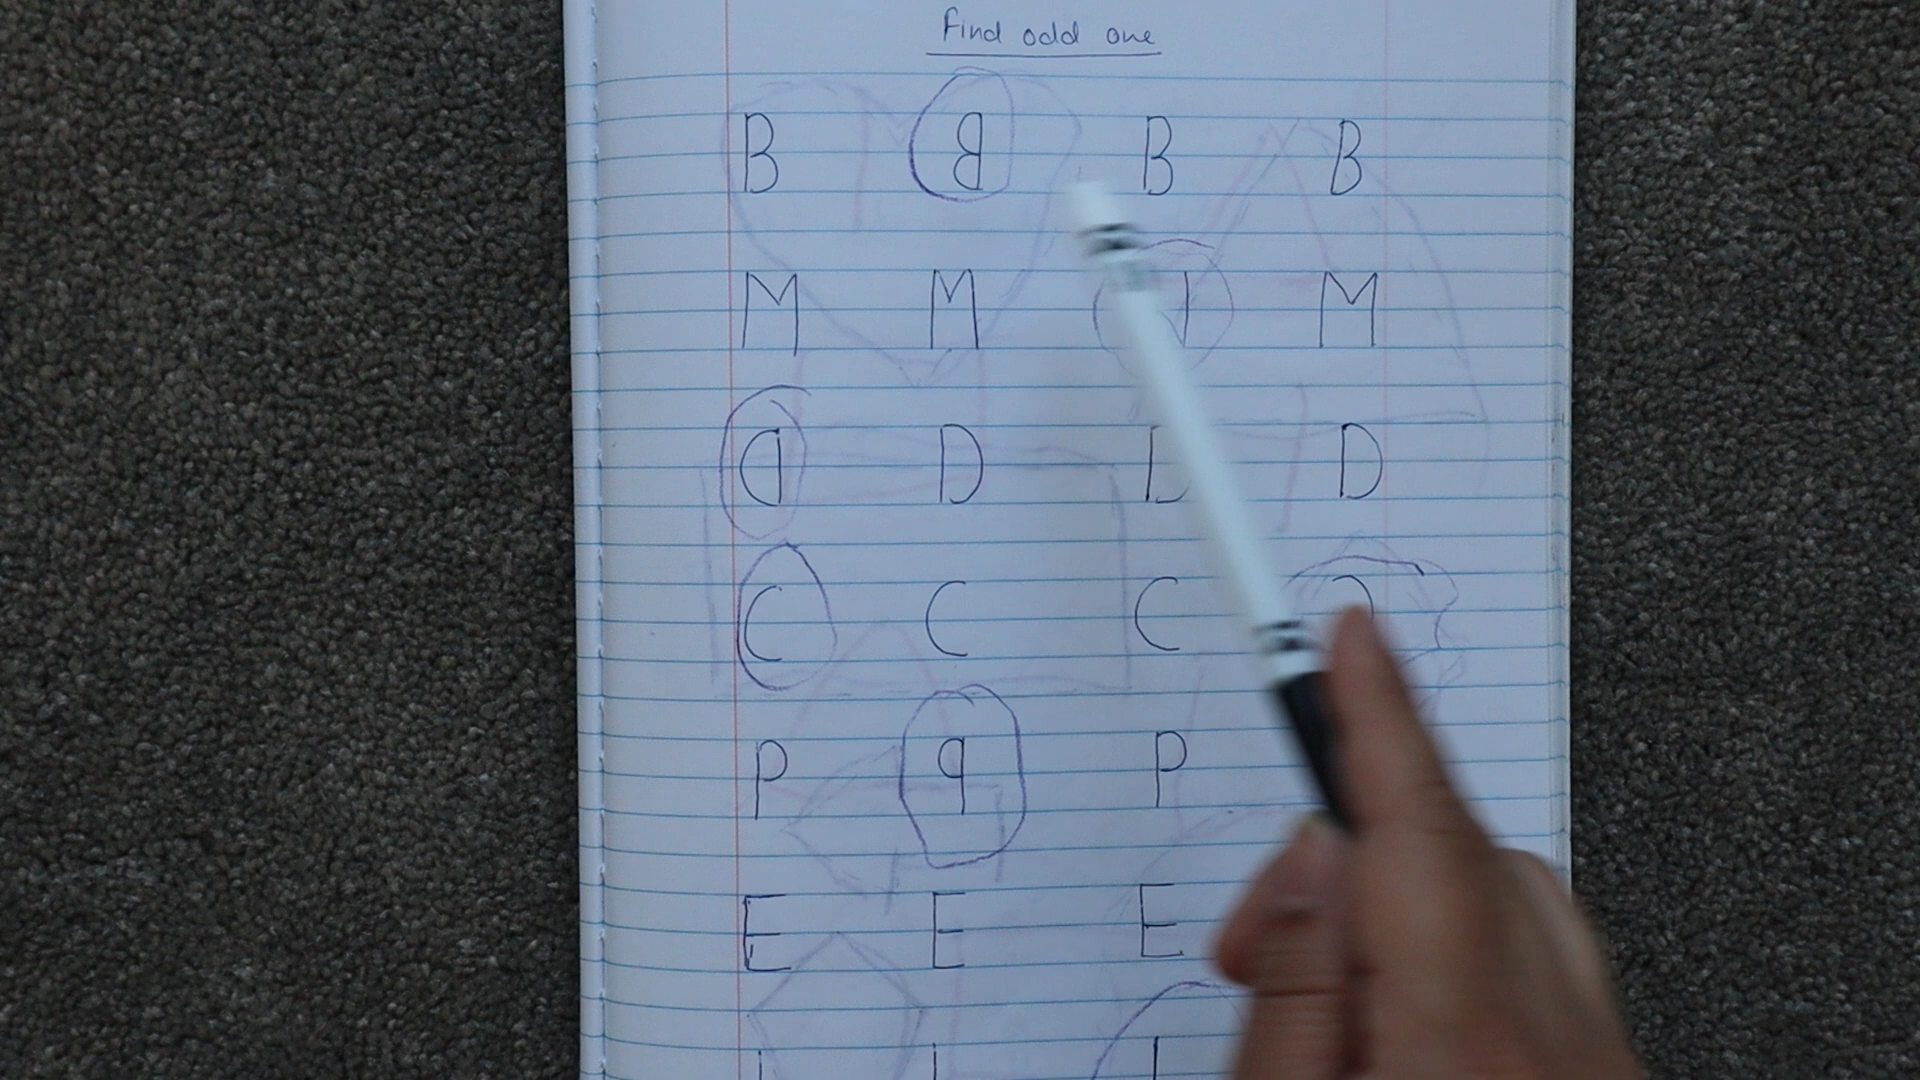 Find odd one
B B B B
M M M
D D D D
C C C
P P P
E E E